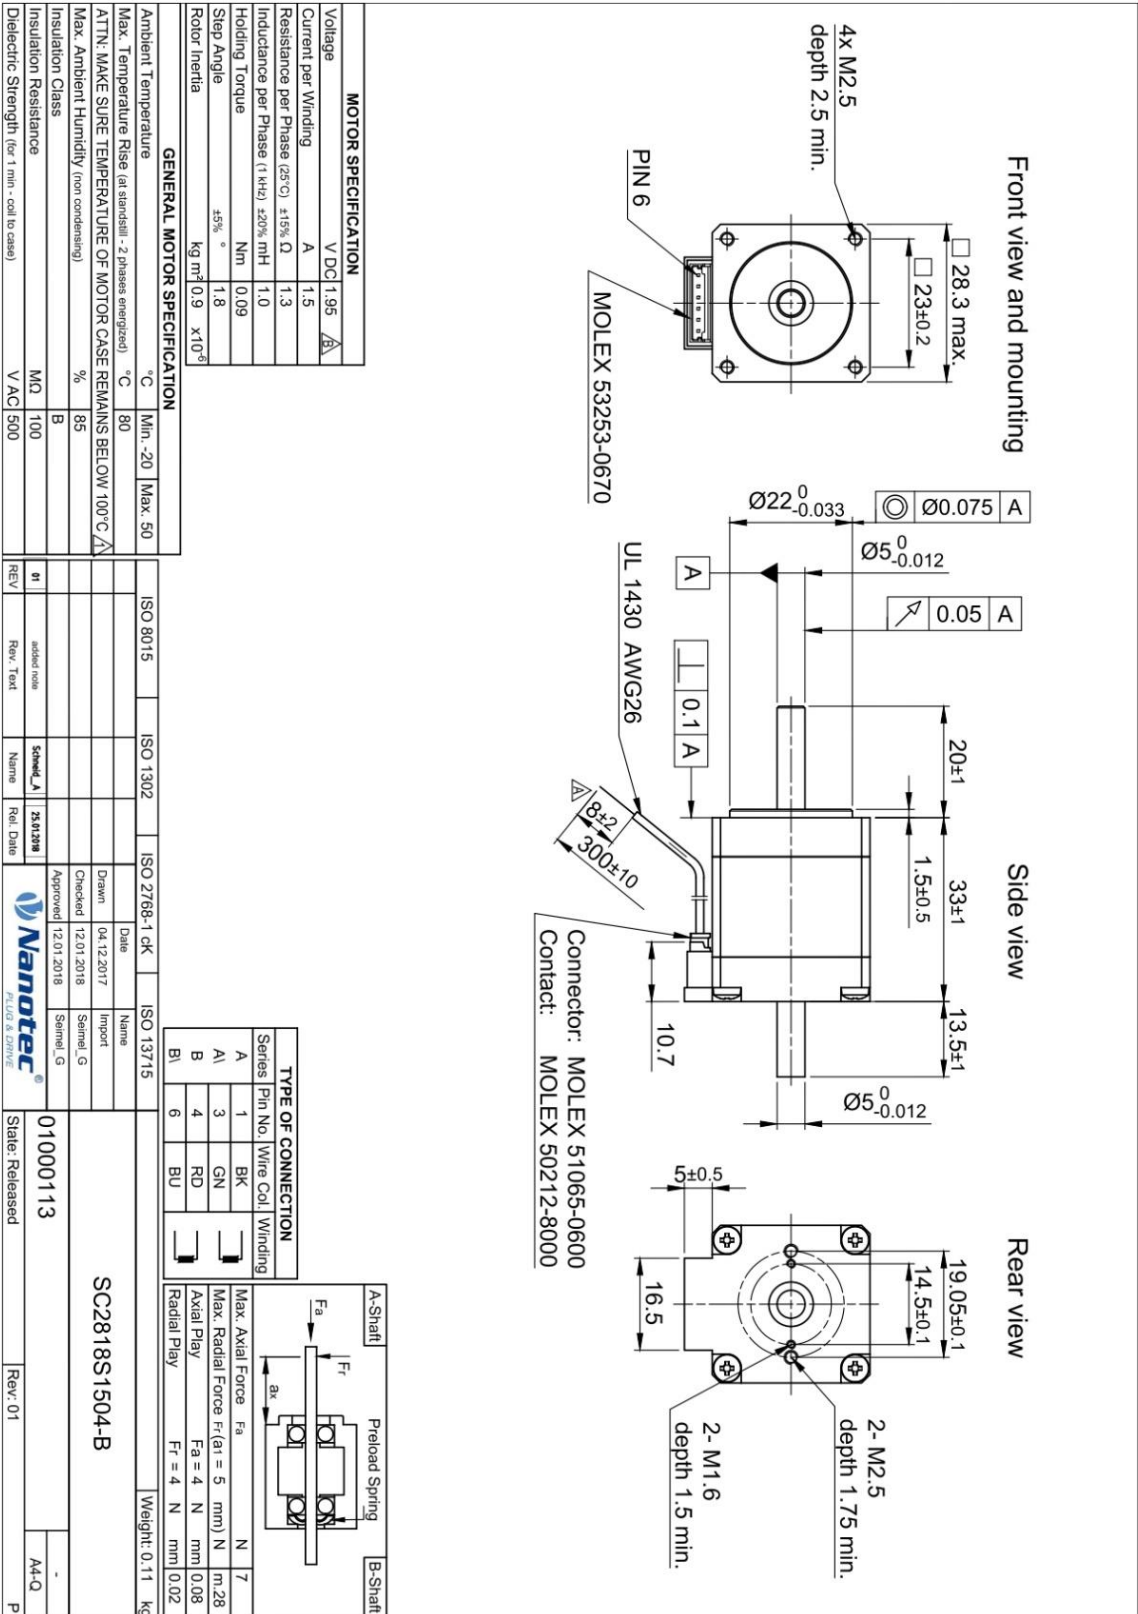 Front view and mounting
Side view
Rear view
□ 28.3 max.
□ 23±0.2
4x M2.5
depth 2.5 min.
PIN 6
MOLEX 53253-0670
Ø0.075 A
Ø22 0 -0.033
Ø5 0 -0.012
0.05 A
A
0.1 A
UL 1430 AWG26
20±1
33±1
13.5±1
1.5±0.5
8±2
A
300±10
10.7
Ø5 0 -0.012
Connector: MOLEX 51065-0600
Contact: MOLEX 50212-8000
5±0.5
19.05±0.1
14.5±0.1
16.5
2- M2.5
depth 1.75 min.
2- M1.6
depth 1.5 min.
MOTOR SPECIFICATION
Voltage V DC 1.95 B
Current per Winding A 1.5
Resistance per Phase (25°C) ±15% Ω 1.3
Inductance per Phase (1 kHz) ±20% mH 1.0
Holding Torque Nm 0.09
Step Angle ±5% ° 1.8
Rotor Inertia kg m² 0.9 x10⁻⁶
GENERAL MOTOR SPECIFICATION
Ambient Temperature °C Min. -20 Max. 50
Max. Temperature Rise (at standstill - 2 phases energized) °C 80
ATTN: MAKE SURE TEMPERATURE OF MOTOR CASE REMAINS BELOW 100°C 1
Max. Ambient Humidity (non condensing) % 85
Insulation Class B
Insulation Resistance MΩ 100
Dielectric Strength (for 1 min - coil to case) V AC 500
TYPE OF CONNECTION
Series Pin No. Wire Col. Winding
A 1 BK
A\ 3 GN
B 4 RD
B\ 6 BU
A-Shaft
Preload Spring
B-Shaft
Fa
Fr
ax
Max. Axial Force Fa N 7
Max. Radial Force Fr (a1 = 5 mm) N m.28
Axial Play Fa = 4 N mm 0.08
Radial Play Fr = 4 N mm 0.02
ISO 8015
ISO 1302
ISO 2768-1 cK
ISO 13715
Weight: 0.11 kg
Date Name
Drawn 04.12.2017 Import
Checked 12.01.2018 Seimel_G
Approved 12.01.2018 Seimel_G
01 added note Schmid_A 25.01.2018
REV Rev. Text Name Rel. Date
Nanotec®
PLUG & DRIVE
SC2818S1504-B
01000113
-
State: Released
Rev: 01
A4-Q
P